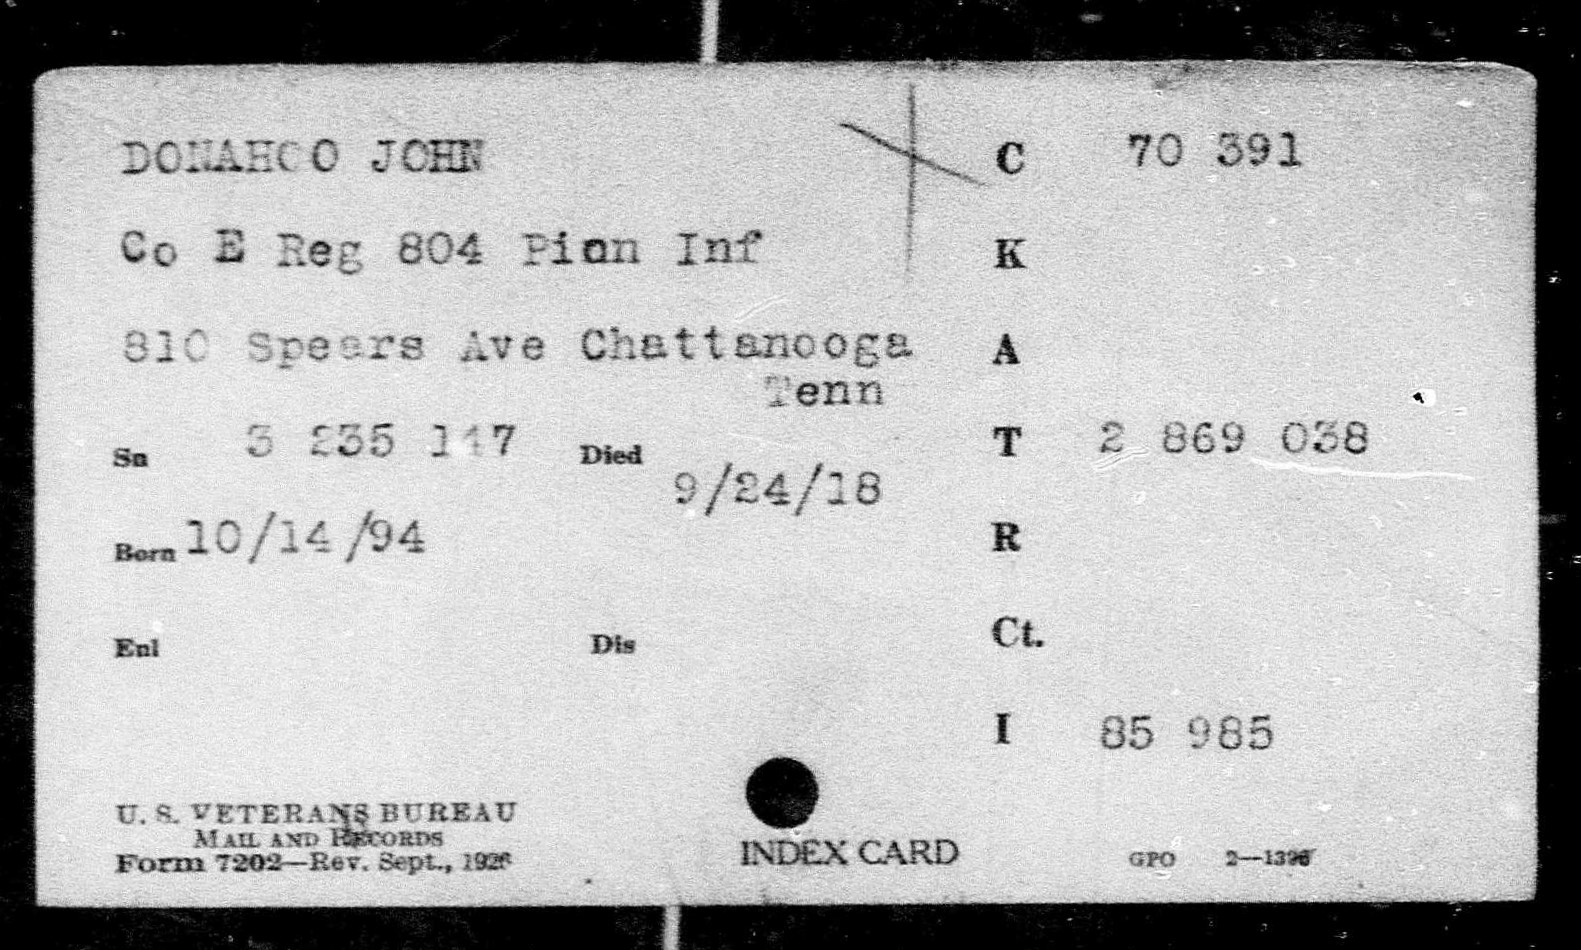 DONAHOO JOHN
C 70 391
Co E Reg 804 Pion Inf
K
810 Spears Ave Chattanooga
Tenn
A
Sn 3 235 147
Died 9/24/18
T 2 869 038
Born 10/14/94
R
Enl
Dis
Ct.
I 85 985
U. S. VETERANS BUREAU
MAIL AND RECORDS
Form 7202—Rev. Sept., 1926
INDEX CARD
GPO 2—1396